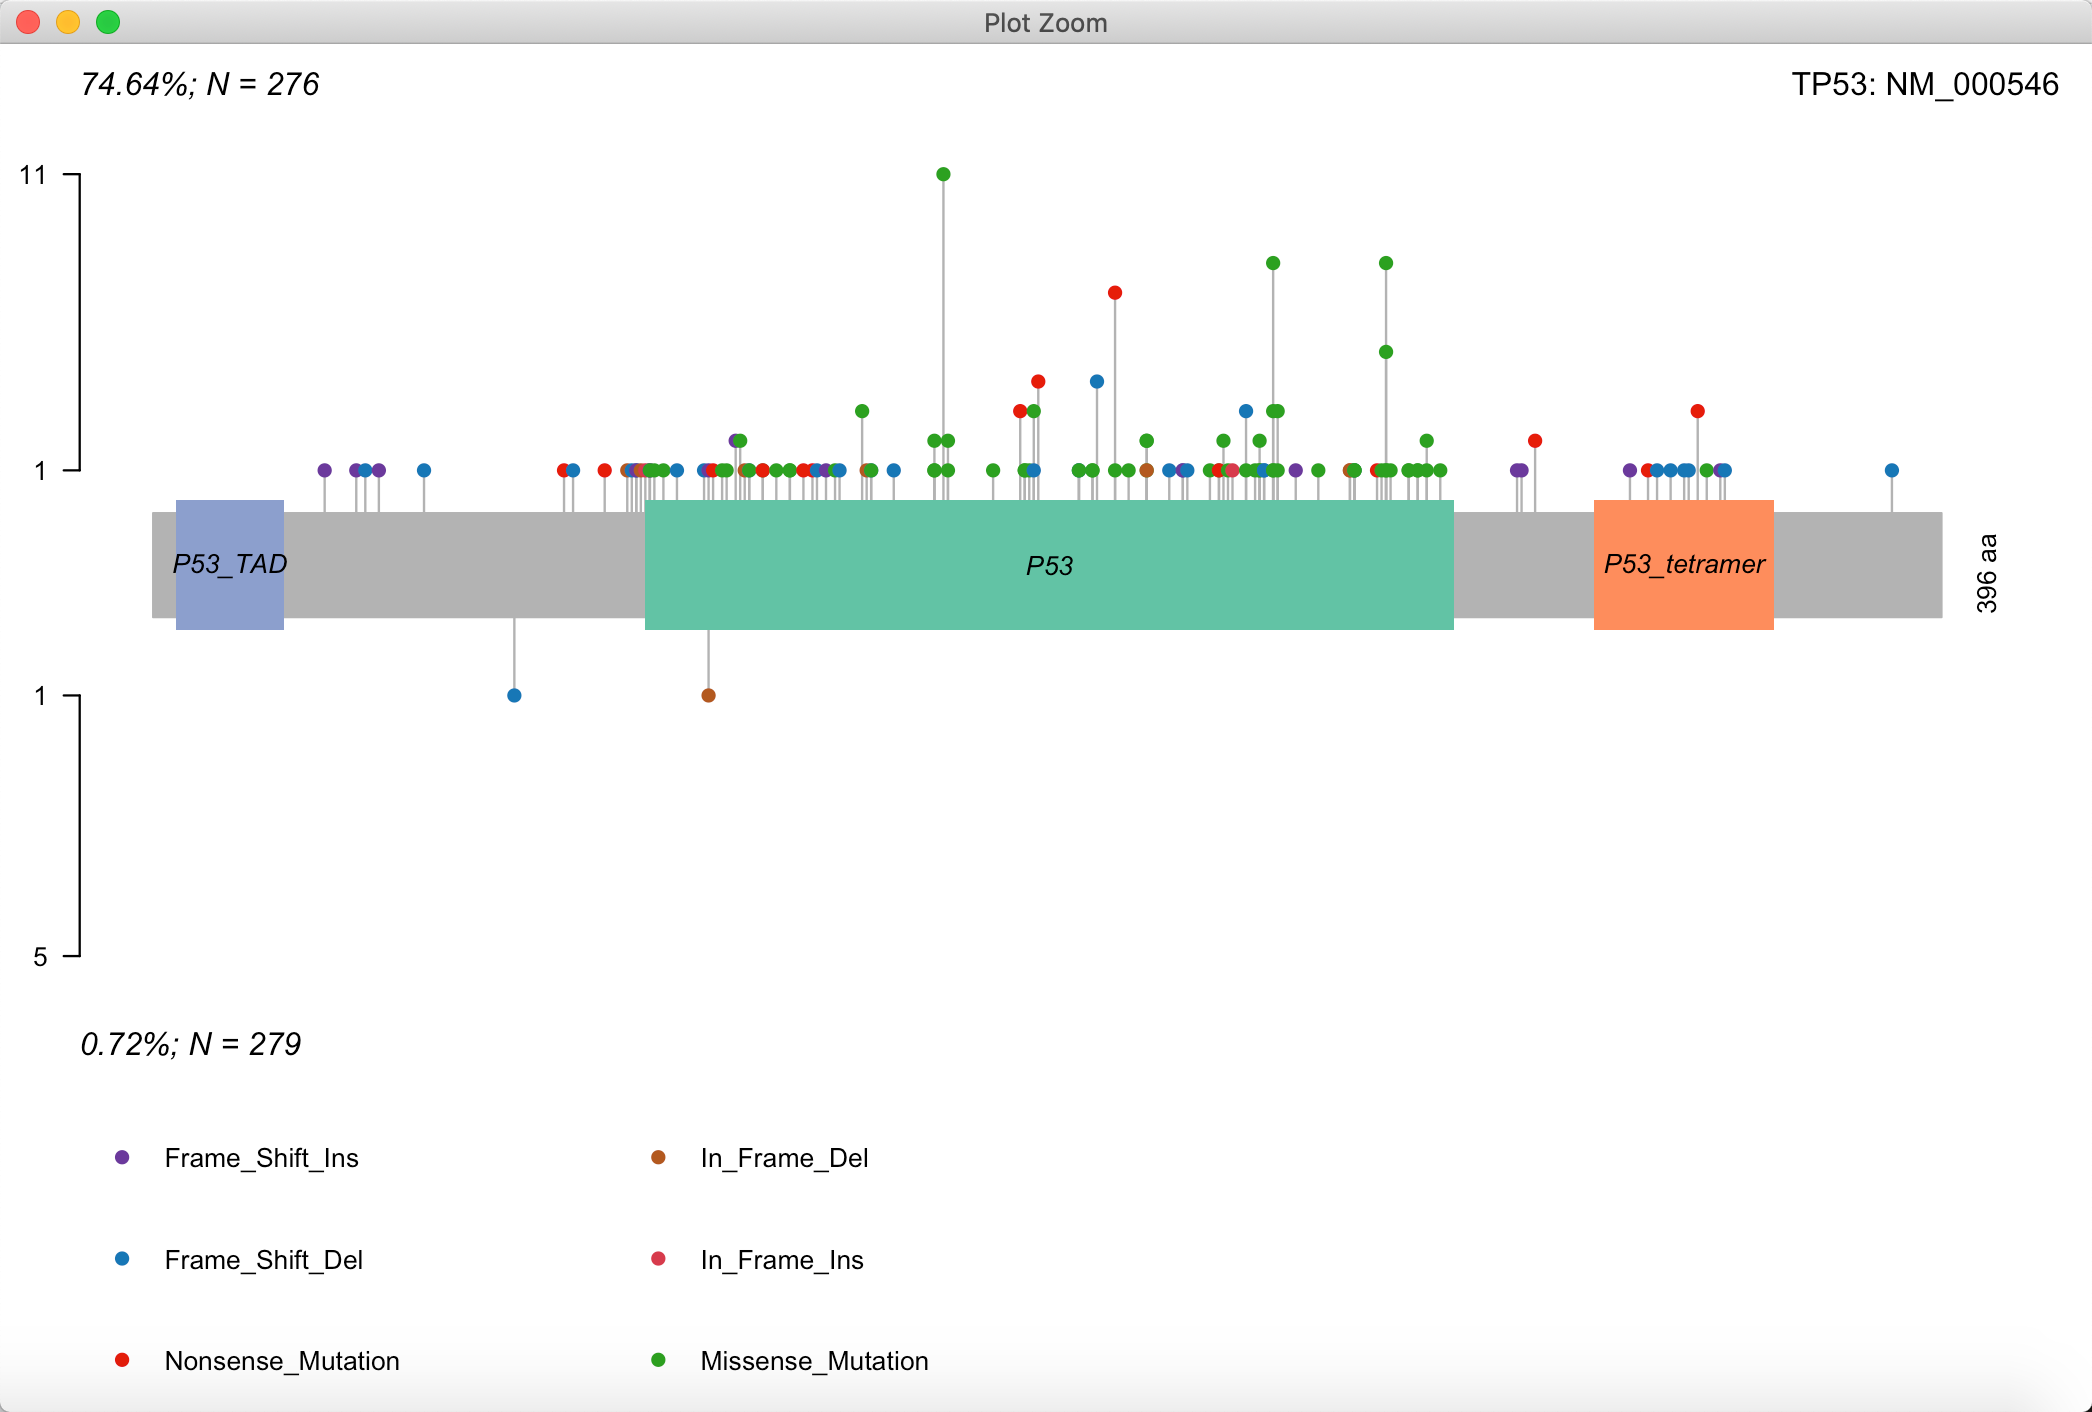 Plot Zoom
74.64%; N = 276
TP53: NM_000546
11
1
P53_TAD
P53
P53_tetramer
396 aa
1
5
0.72%; N = 279
Frame_Shift_Ins
In_Frame_Del
Frame_Shift_Del
In_Frame_Ins
Nonsense_Mutation
Missense_Mutation